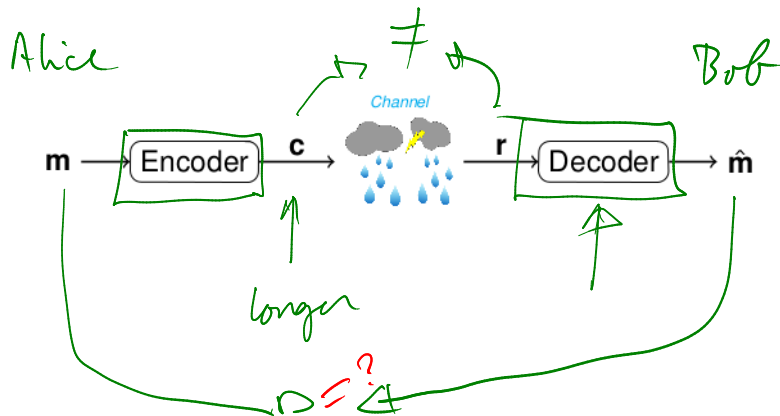 Alice ≠ Bob
Channel
m Encoder c r Decoder m̂
longer
= ?